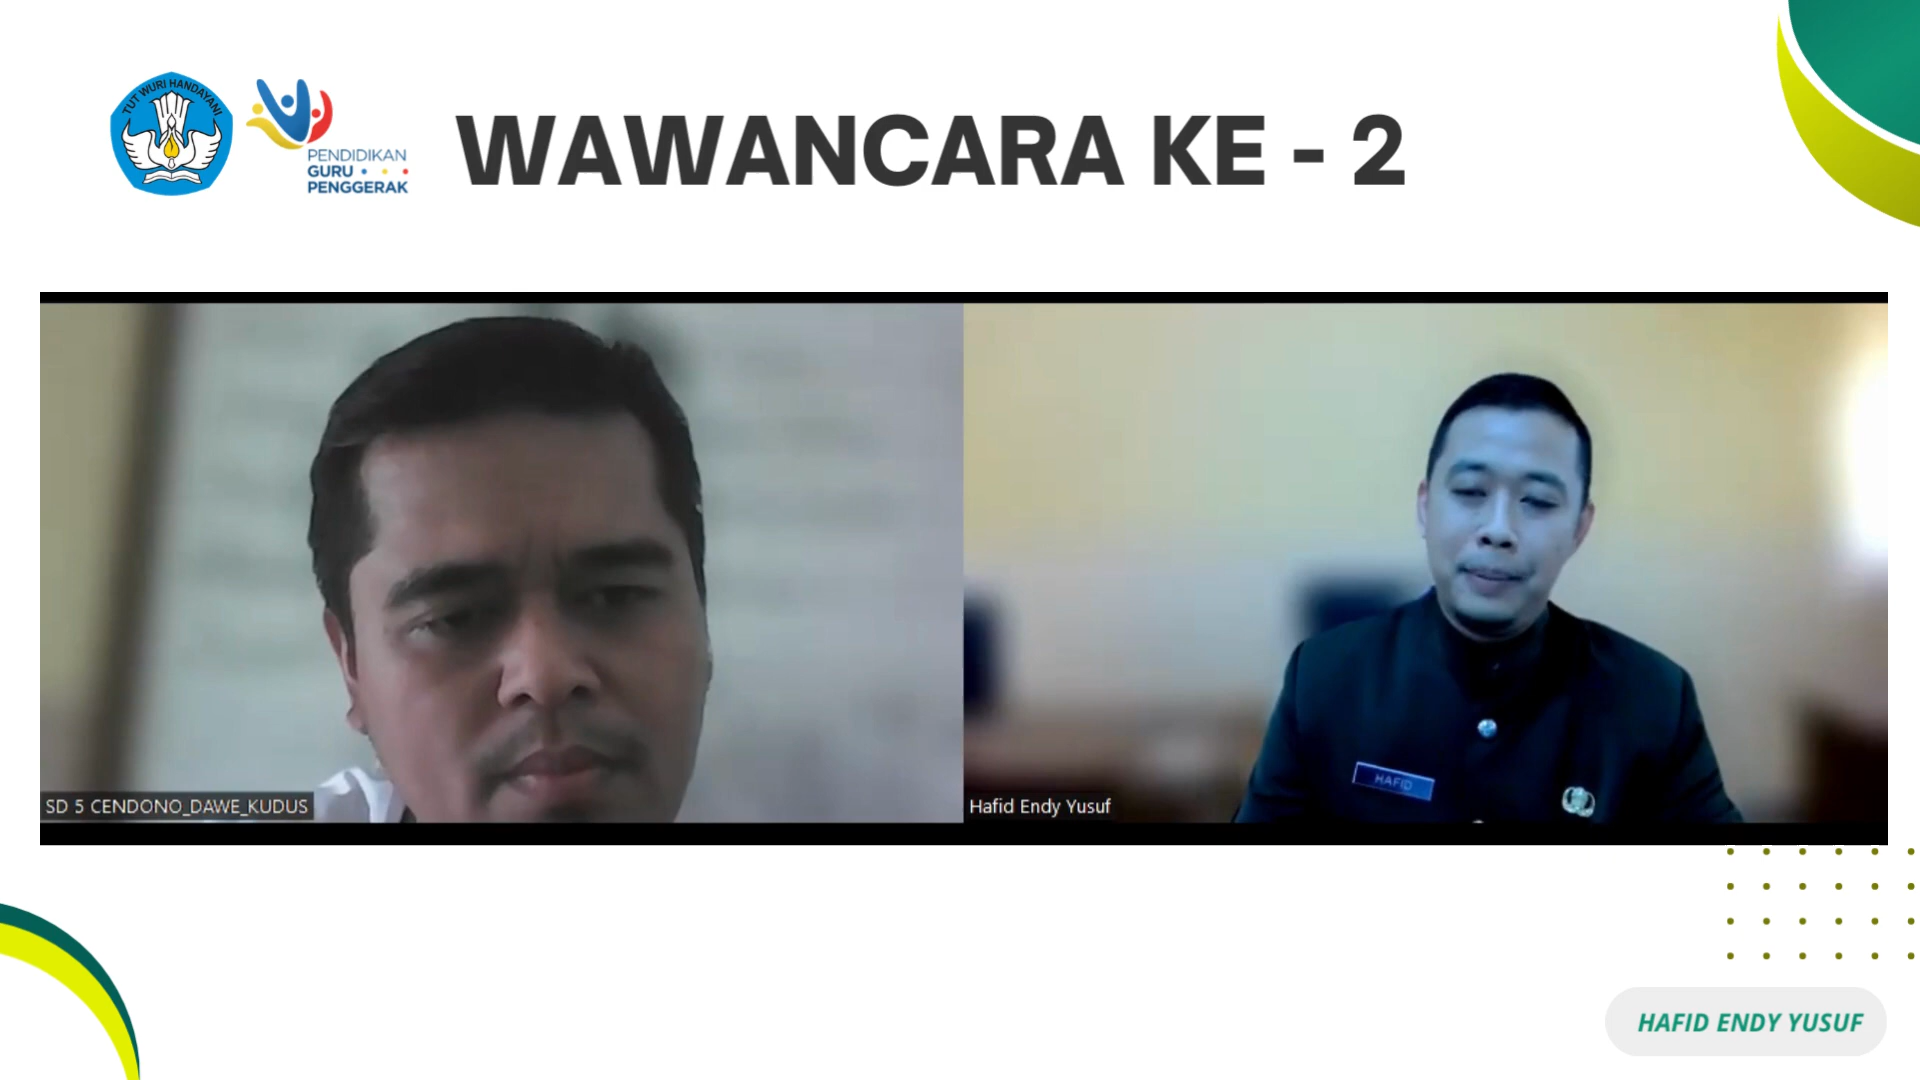 TUT WURI HANDAYANI
PENDIDIKAN
GURU
PENGGERAK
WAWANCARA KE - 2
HAFID
SD 5 CENDONO_DAWE_KUDUS
Hafid Endy Yusuf
HAFID ENDY YUSUF